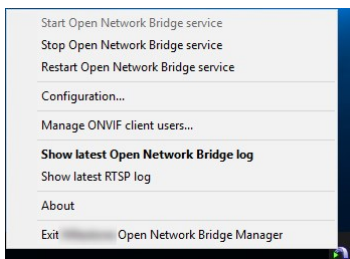 Start Open Network Bridge service
Stop Open Network Bridge service
Restart Open Network Bridge service
Configuration...
Manage ONVIF client users...
Show latest Open Network Bridge log
Show latest RTSP log
About
Exit Open Network Bridge Manager